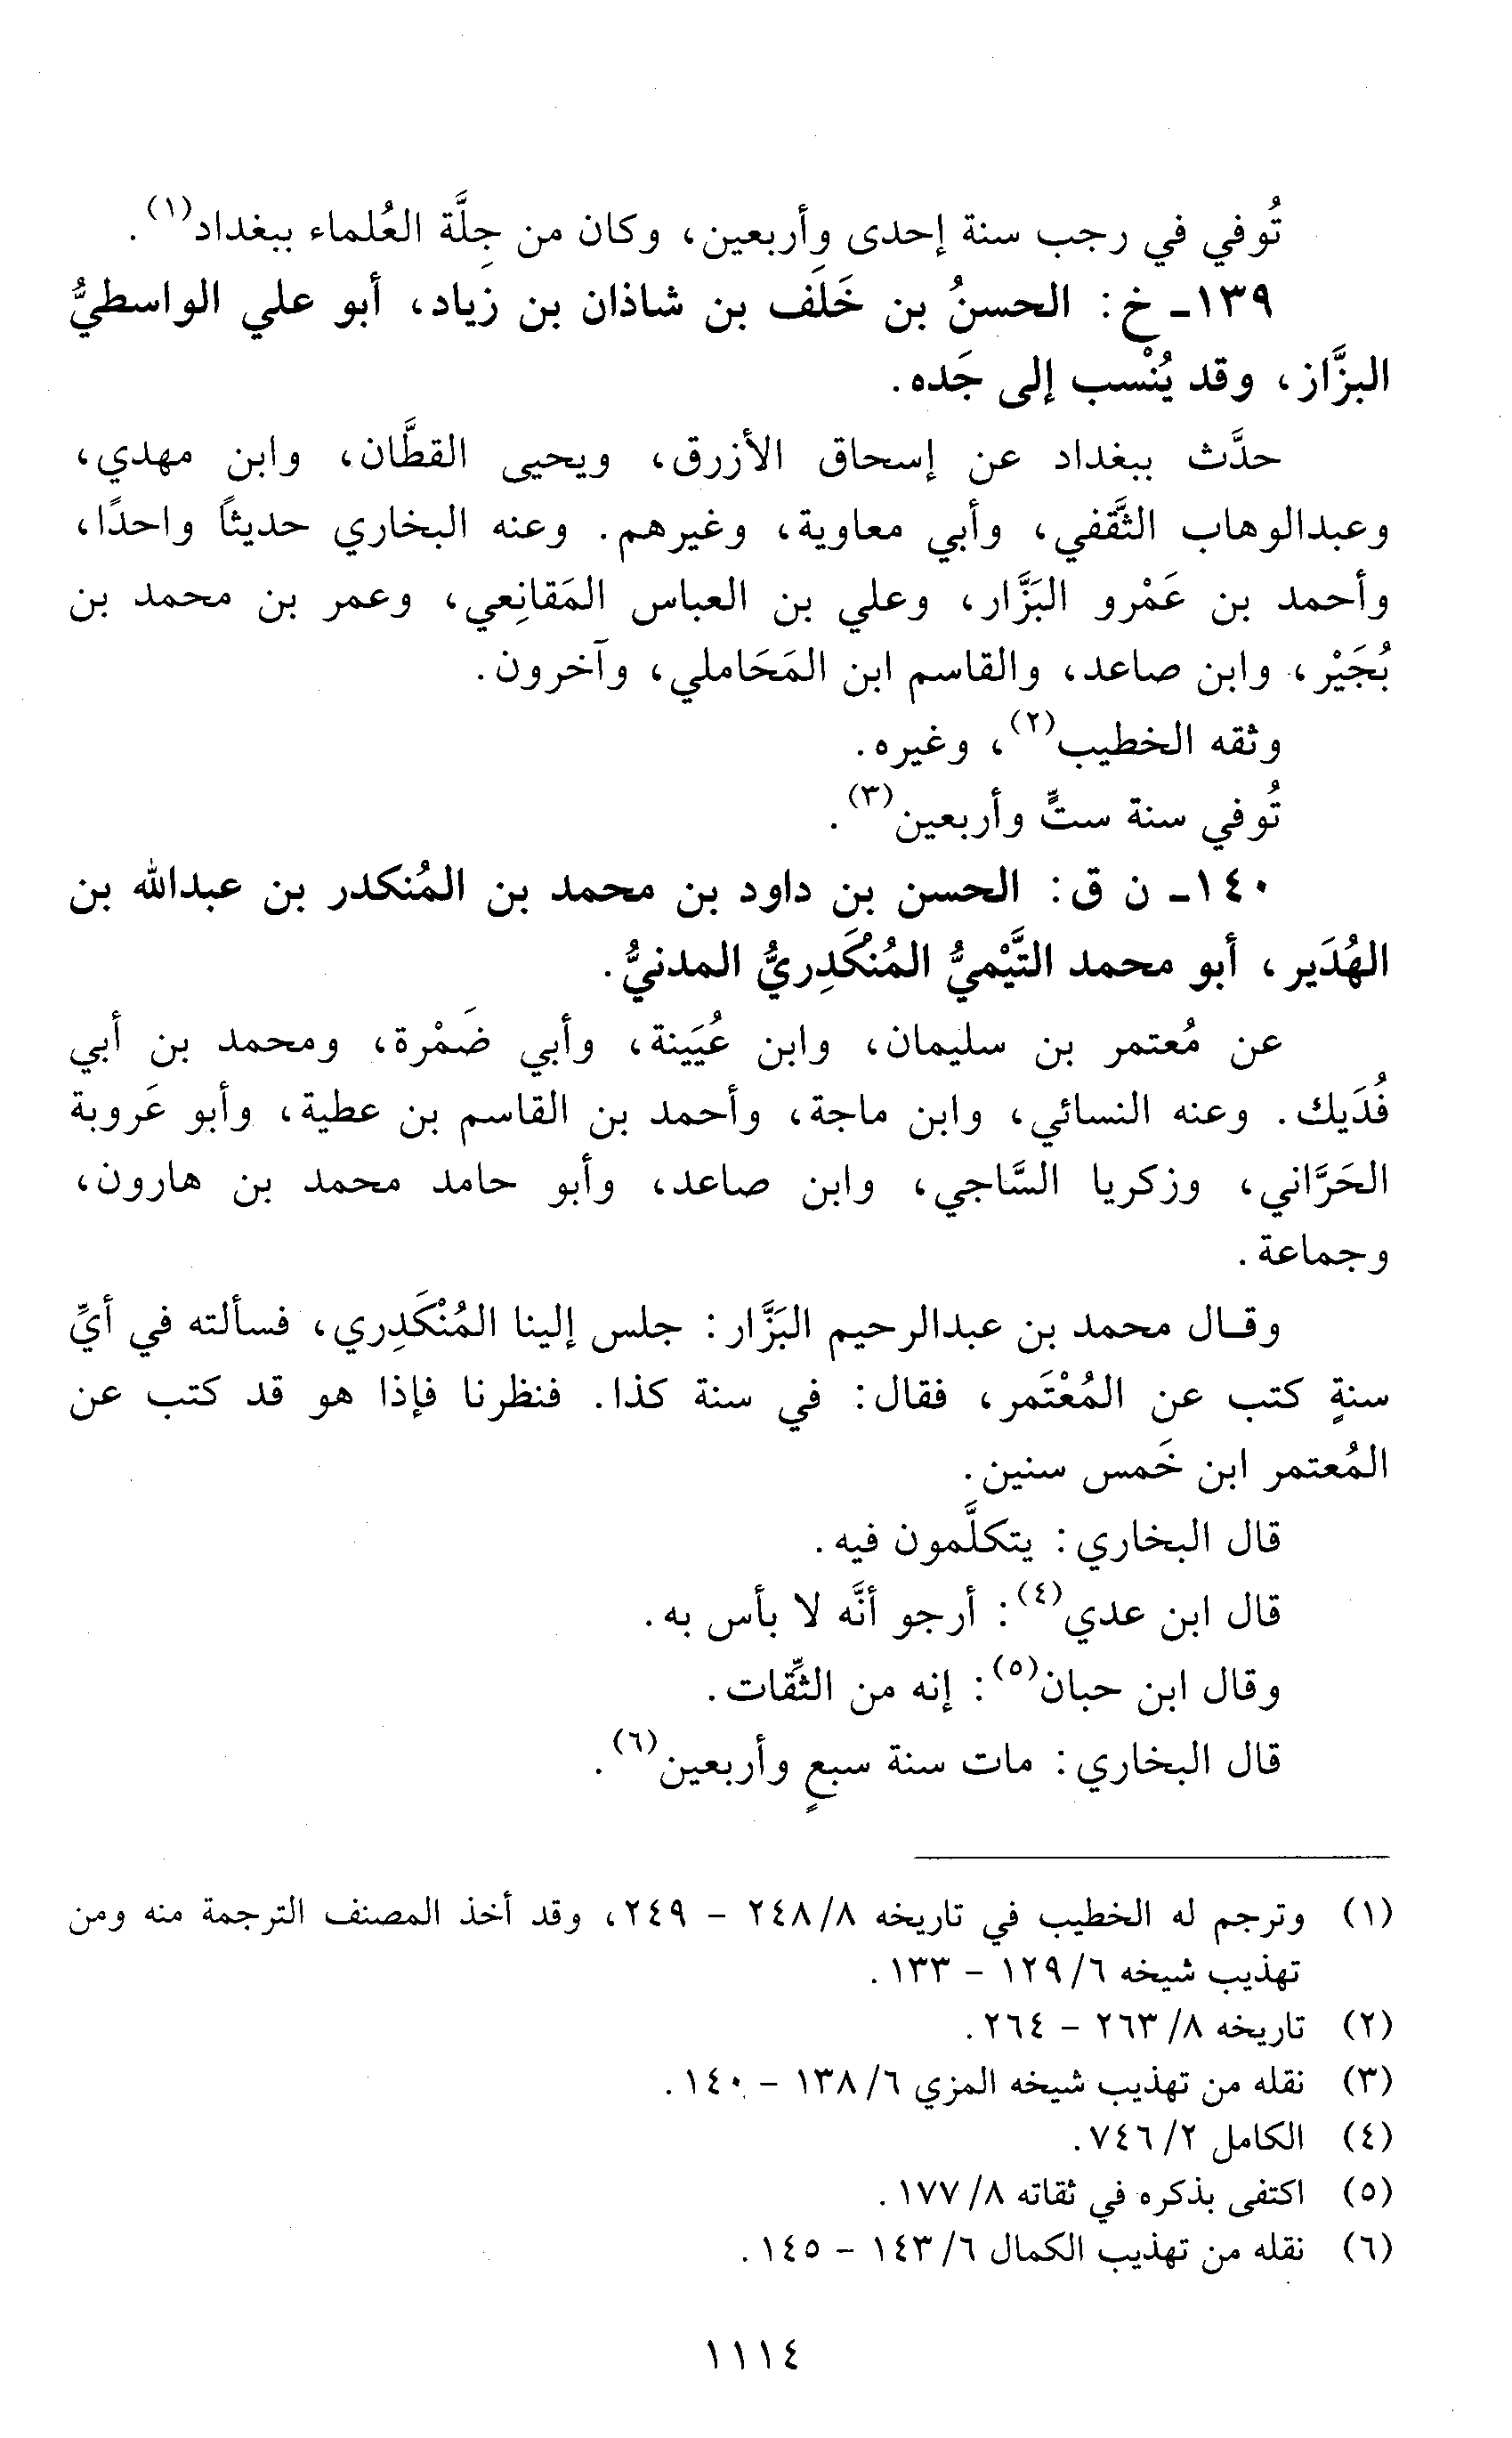 تُوفي في رجب سنة إحدى وأربعين، وكان من جِلَّة العُلماء ببغداد(١).
١٣٩- خ: الحسنُ بن خَلَف بن شاذان بن زياد، أبو علي الواسطيُّ
البزَّاز، وقد يُنْسب إلى جَده.
حدَّث ببغداد عن إسحاق الأزرق، ويحيى القطَّان، وابن مهدي،
وعبدالوهاب الثَّقفي، وأبي معاوية، وغيرهم. وعنه البخاري حديثًا واحدًا،
وأحمد بن عَمْرو البَزَّار، وعلي بن العباس المَقانِعي، وعمر بن محمد بن
بُجَيْر، وابن صاعد، والقاسم ابن المَحَاملي، وآخرون.
وثقه الخطيب(٢)، وغيره.
تُوفي سنة ستٍّ وأربعين(٣).
١٤٠- ن ق: الحسن بن داود بن محمد بن المُنكدر بن عبدالله بن
الهُدَير، أبو محمد التَّيْميُّ المُنْكَدِريُّ المدنيُّ.
عن مُعتمر بن سليمان، وابن عُيَينة، وأبي ضَمْرة، ومحمد بن أبي
فُدَيك. وعنه النسائي، وابن ماجة، وأحمد بن القاسم بن عطية، وأبو عَروبة
الحَرَّاني، وزكريا السَّاجي، وابن صاعد، وأبو حامد محمد بن هارون،
وجماعة.
وقال محمد بن عبدالرحيم البَزَّار: جلس إلينا المُنْكَدِري، فسألته في أيِّ
سنةٍ كتب عن المُعْتَمر، فقال: في سنة كذا. فنظرنا فإذا هو قد كتب عن
المُعتمر ابن خَمس سنين.
قال البخاري: يتكلَّمون فيه.
قال ابن عدي(٤): أرجو أنَّه لا بأس به.
وقال ابن حبان(٥): إنه من الثِّقات.
قال البخاري: مات سنة سبعٍ وأربعين(٦).
(١) وترجم له الخطيب في تاريخه ٢٤٨/٨ - ٢٤٩، وقد أخذ المصنف الترجمة منه ومن
تهذيب شيخه ١٢٩/٦ - ١٣٣.
(٢) تاريخه ٢٦٣/٨ - ٢٦٤.
(٣) نقله من تهذيب شيخه المزي ١٣٨/٦ - ١٤٠.
(٤) الكامل ٧٤٦/٢.
(٥) اكتفى بذكره في ثقاته ١٧٧/٨.
(٦) نقله من تهذيب الكمال ١٤٣/٦ - ١٤٥.
١١١٤